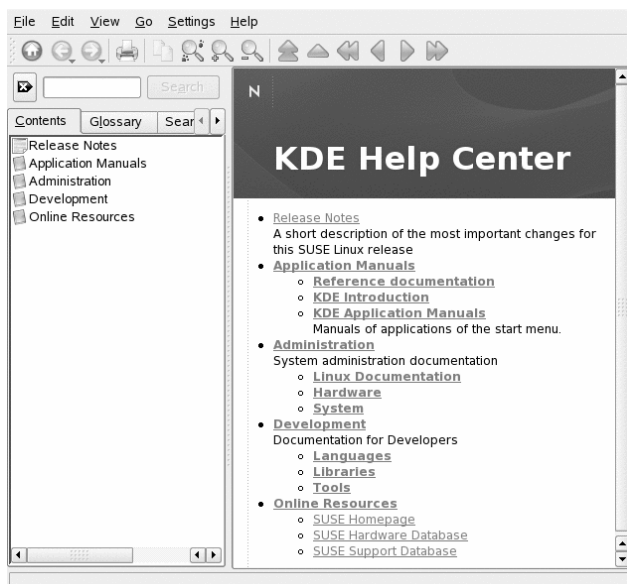 File Edit View Go Settings Help
Search
Contents Glossary Sear
Release Notes
Application Manuals
Administration
Development
Online Resources
N
KDE Help Center
Release Notes
A short description of the most important changes for
this SUSE Linux release
Application Manuals
Reference documentation
KDE Introduction
KDE Application Manuals
Manuals of applications of the start menu.
Administration
System administration documentation
Linux Documentation
Hardware
System
Development
Documentation for Developers
Languages
Libraries
Tools
Online Resources
SUSE Homepage
SUSE Hardware Database
SUSE Support Database